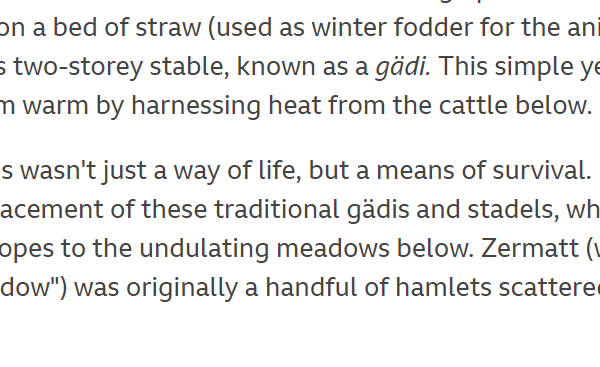 on a bed of straw (used as winter fodder for the ani
s two-storey stable, known as a gädi. This simple ye
m warm by harnessing heat from the cattle below.
s wasn't just a way of life, but a means of survival.
acement of these traditional gädis and stadels, wh
opes to the undulating meadows below. Zermatt (w
dow") was originally a handful of hamlets scattered